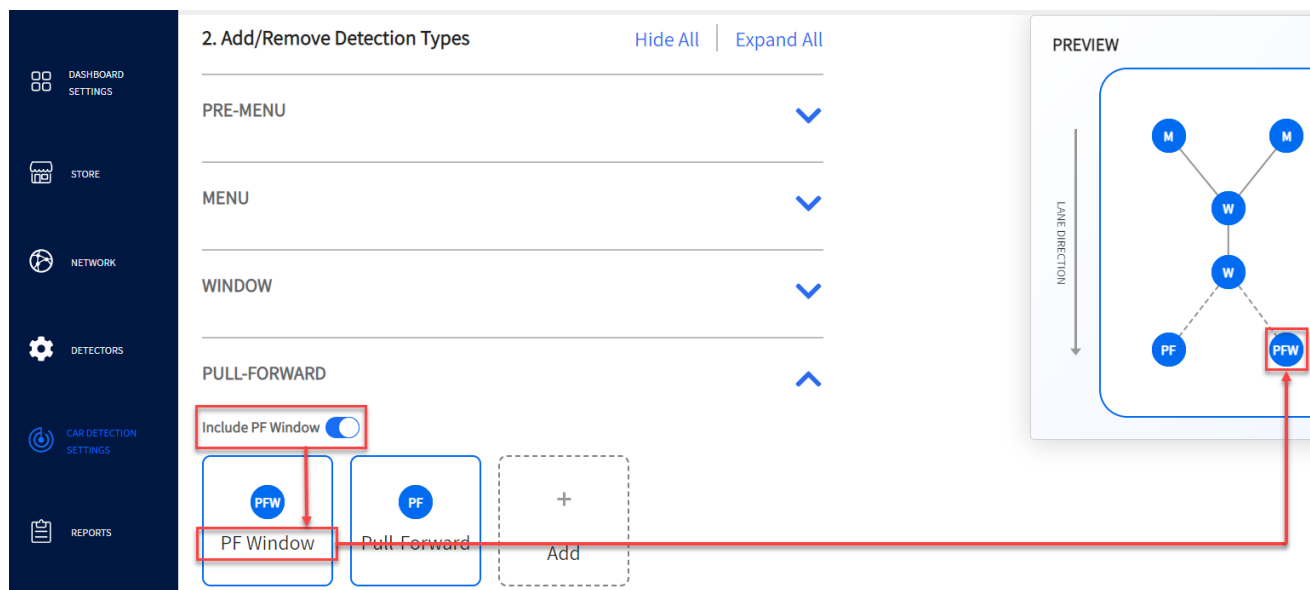 DASHBOARD
SETTINGS
STORE
NETWORK
DETECTORS
CAR DETECTION
SETTINGS
REPORTS
2. Add/Remove Detection Types
Hide All
Expand All
PRE-MENU
MENU
WINDOW
PULL-FORWARD
Include PF Window
PFW
PF Window
PF
Pull-Forward
+
Add
PREVIEW
LANE DIRECTION
M
M
W
W
PF
PFW